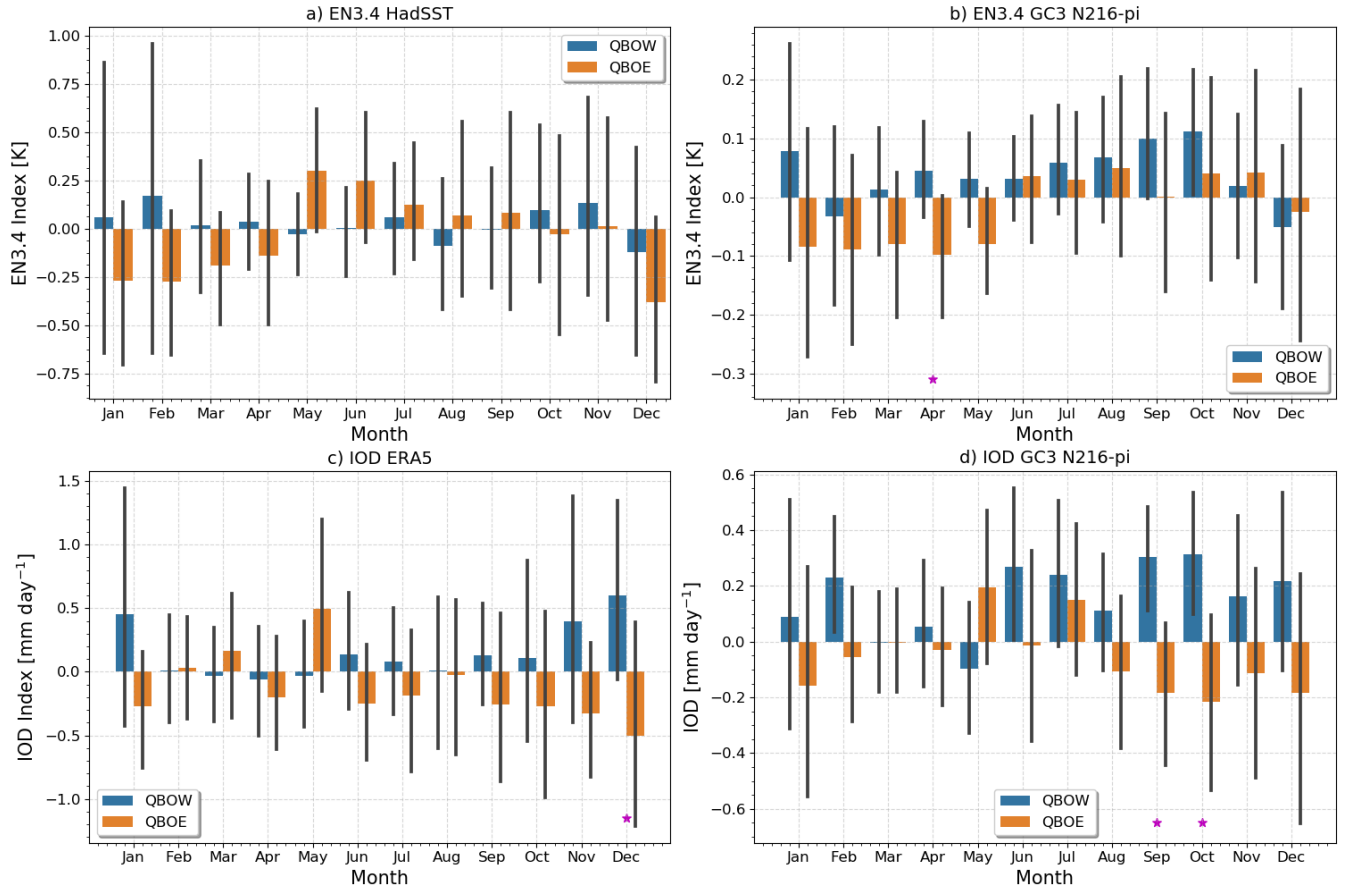 a) EN3.4 HadSST
1.00
0.75
0.50
0.25
0.00
−0.25
−0.50
−0.75
EN3.4 Index [K]
QBOW
QBOE
Jan Feb Mar Apr May Jun Jul Aug Sep Oct Nov Dec
Month
b) EN3.4 GC3 N216-pi
0.2
0.1
0.0
−0.1
−0.2
−0.3
EN3.4 Index [K]
QBOW
QBOE
Jan Feb Mar Apr May Jun Jul Aug Sep Oct Nov Dec
Month
c) IOD ERA5
1.5
1.0
0.5
0.0
−0.5
−1.0
IOD Index [mm day⁻¹]
QBOW
QBOE
Jan Feb Mar Apr May Jun Jul Aug Sep Oct Nov Dec
Month
d) IOD GC3 N216-pi
0.6
0.4
0.2
0.0
−0.2
−0.4
−0.6
IOD [mm day⁻¹]
QBOW
QBOE
Jan Feb Mar Apr May Jun Jul Aug Sep Oct Nov Dec
Month